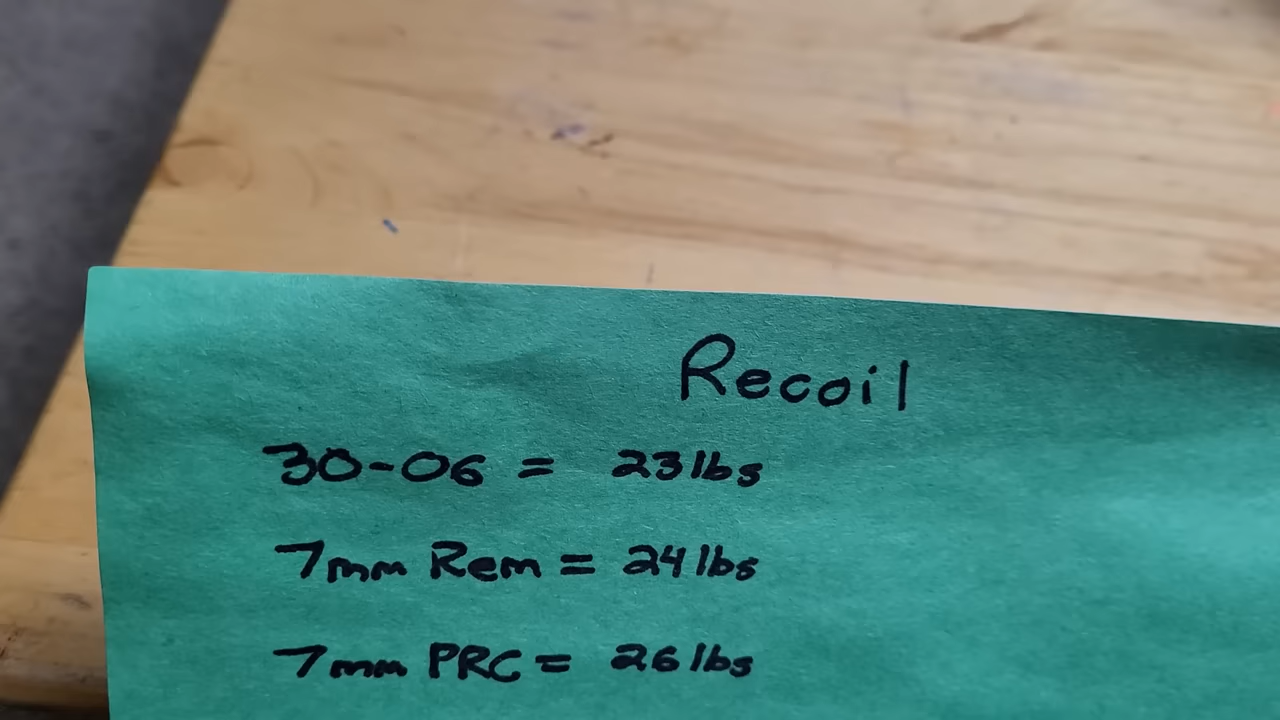 Recoil
30-06 = 23 lbs
7mm Rem = 24 lbs
7mm PRC = 26 lbs